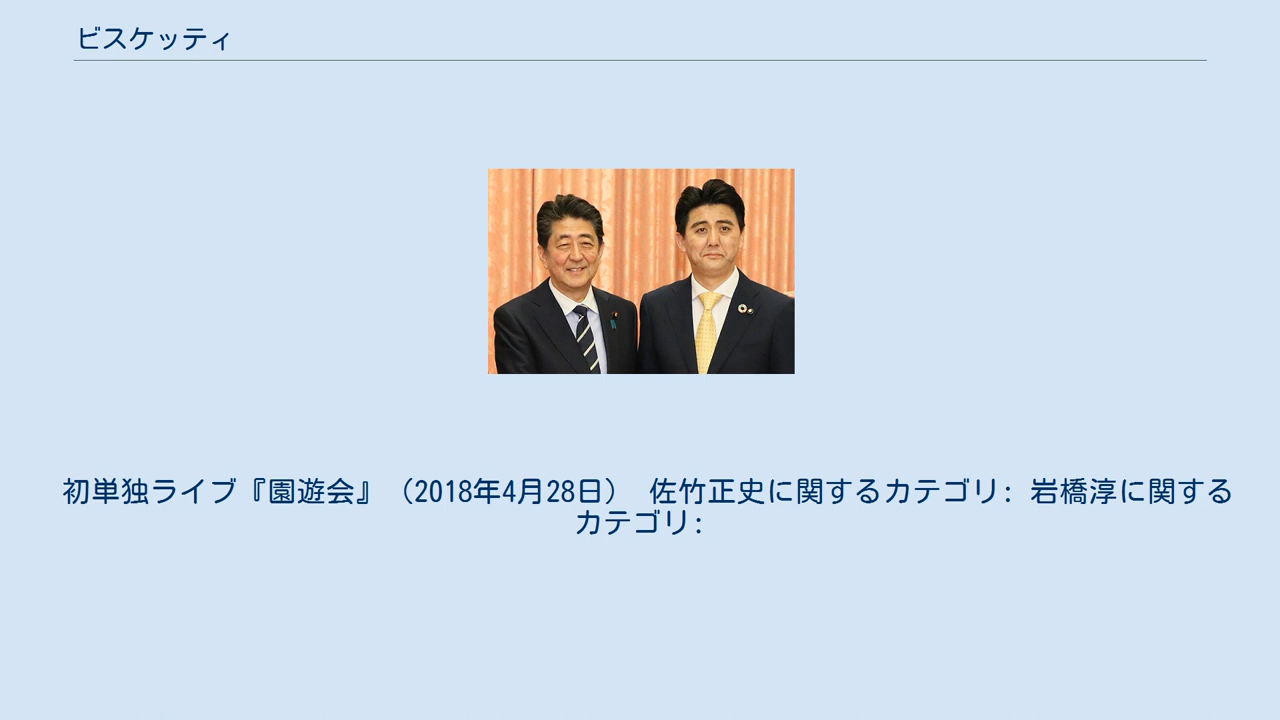 ビスケッティ
初単独ライブ『園遊会』（2018年4月28日） 佐竹正史に関するカテゴリ: 岩橋淳に関する
カテゴリ: